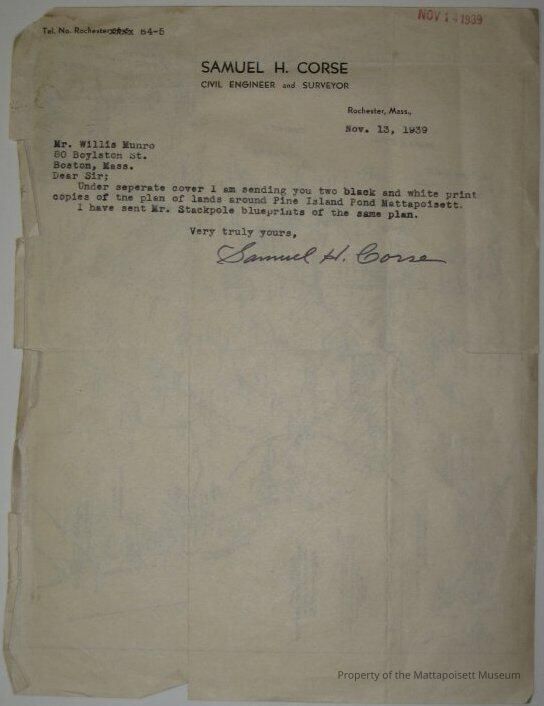 NOV 14 1939
Tel. No. Rochester 64-5
SAMUEL H. CORSE
CIVIL ENGINEER and SURVEYOR
Rochester, Mass.,
Nov. 13, 1939
Mr. Willis Munro
80 Boylston St.
Boston, Mass.
Dear Sir;
Under seperate cover I am sending you two black and white print
copies of the plan of lands around Pine Island Pond Mattapoisett.
I have sent Mr. Stackpole blueprints of the same plan.
Very truly yours,
Samuel H. Corse
Property of the Mattapoisett Museum